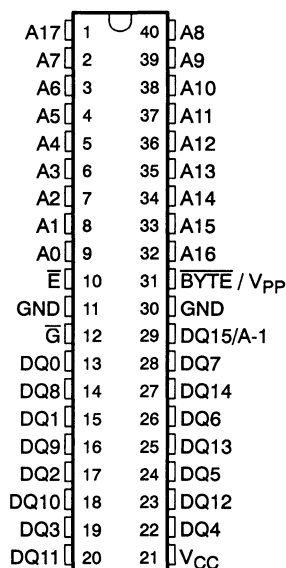 A17 1 40 A8
A7 2 39 A9
A6 3 38 A10
A5 4 37 A11
A4 5 36 A12
A3 6 35 A13
A2 7 34 A14
A1 8 33 A15
A0 9 32 A16
E̅ 10 31 B̅Y̅T̅E̅ / VPP
GND 11 30 GND
G̅ 12 29 DQ15/A-1
DQ0 13 28 DQ7
DQ8 14 27 DQ14
DQ1 15 26 DQ6
DQ9 16 25 DQ13
DQ2 17 24 DQ5
DQ10 18 23 DQ12
DQ3 19 22 DQ4
DQ11 20 21 VCC